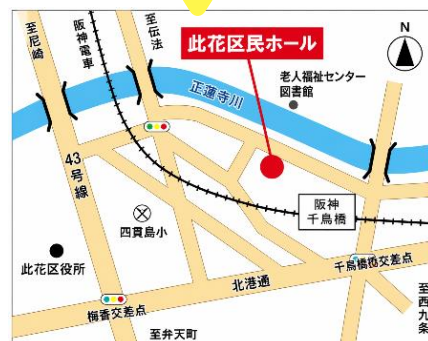 至尼崎
阪神電車
至伝法
此花区民ホール
N
老人福祉センター
図書館
正蓮寺川
43号線
阪神
千鳥橋
四貫島小
此花区役所
千鳥橋交差点
北港通
梅香交差点
至西九条
至弁天町